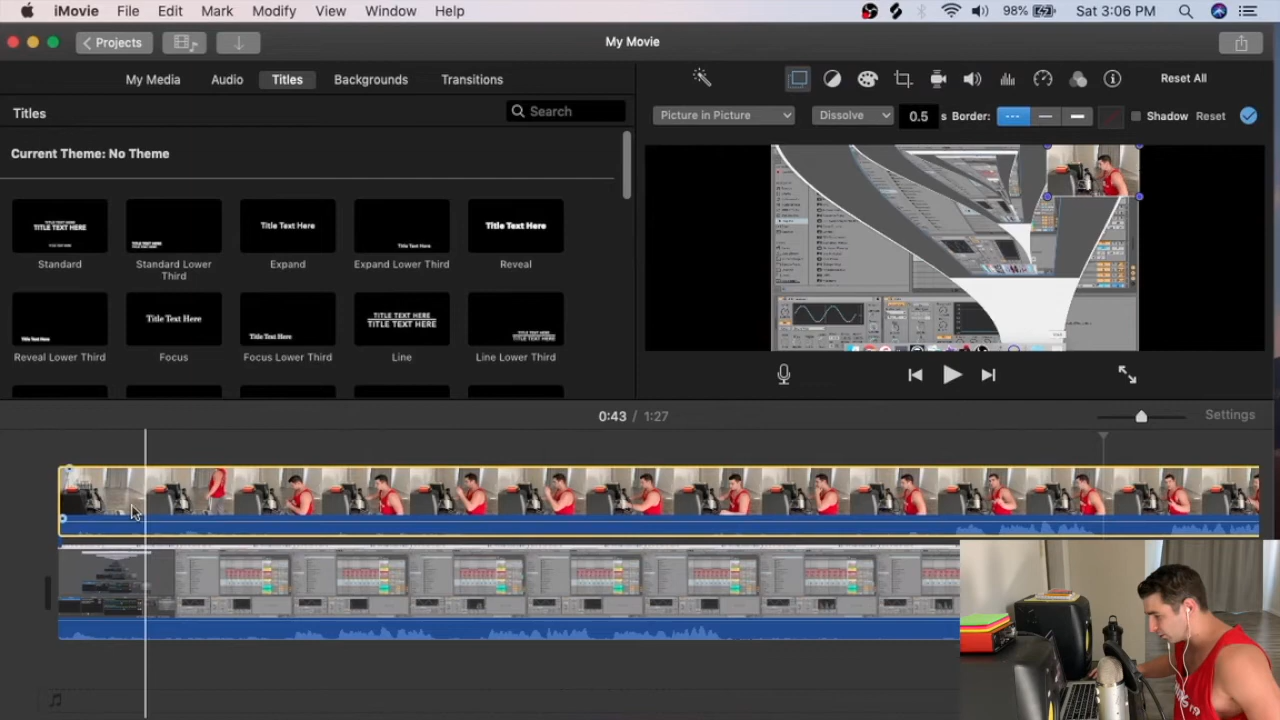 iMovie File Edit Mark Modify View Window Help 98% Sat 3:06 PM
Projects My Movie
My Media Audio Titles Backgrounds Transitions Reset All
Titles Search Picture in Picture Dissolve 0.5 s Border: Shadow Reset
Current Theme: No Theme
TITLE TEXT HERE
Title Text Here
Title Text Here
Standard Standard Lower Third Expand Expand Lower Third Reveal
Title Text Here
Reveal Lower Third Focus Focus Lower Third Line Line Lower Third
0:43 / 1:27 Settings